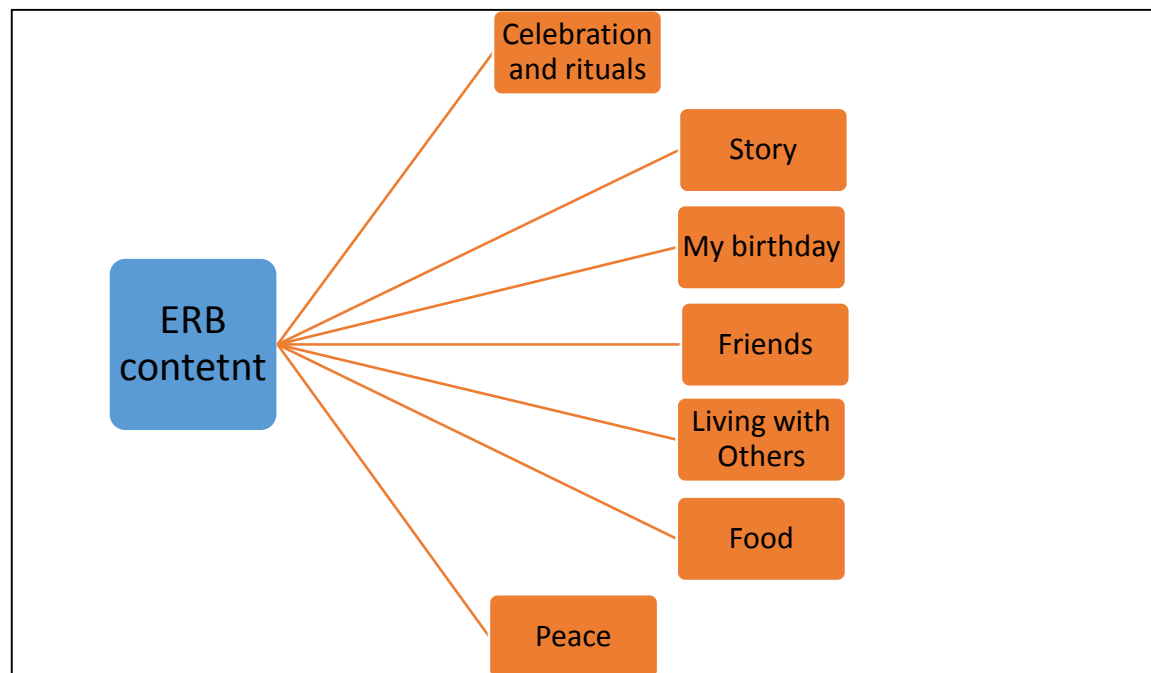 Celebration
and rituals
Story
My birthday
ERB
contetnt
Friends
Living with
Others
Food
Peace